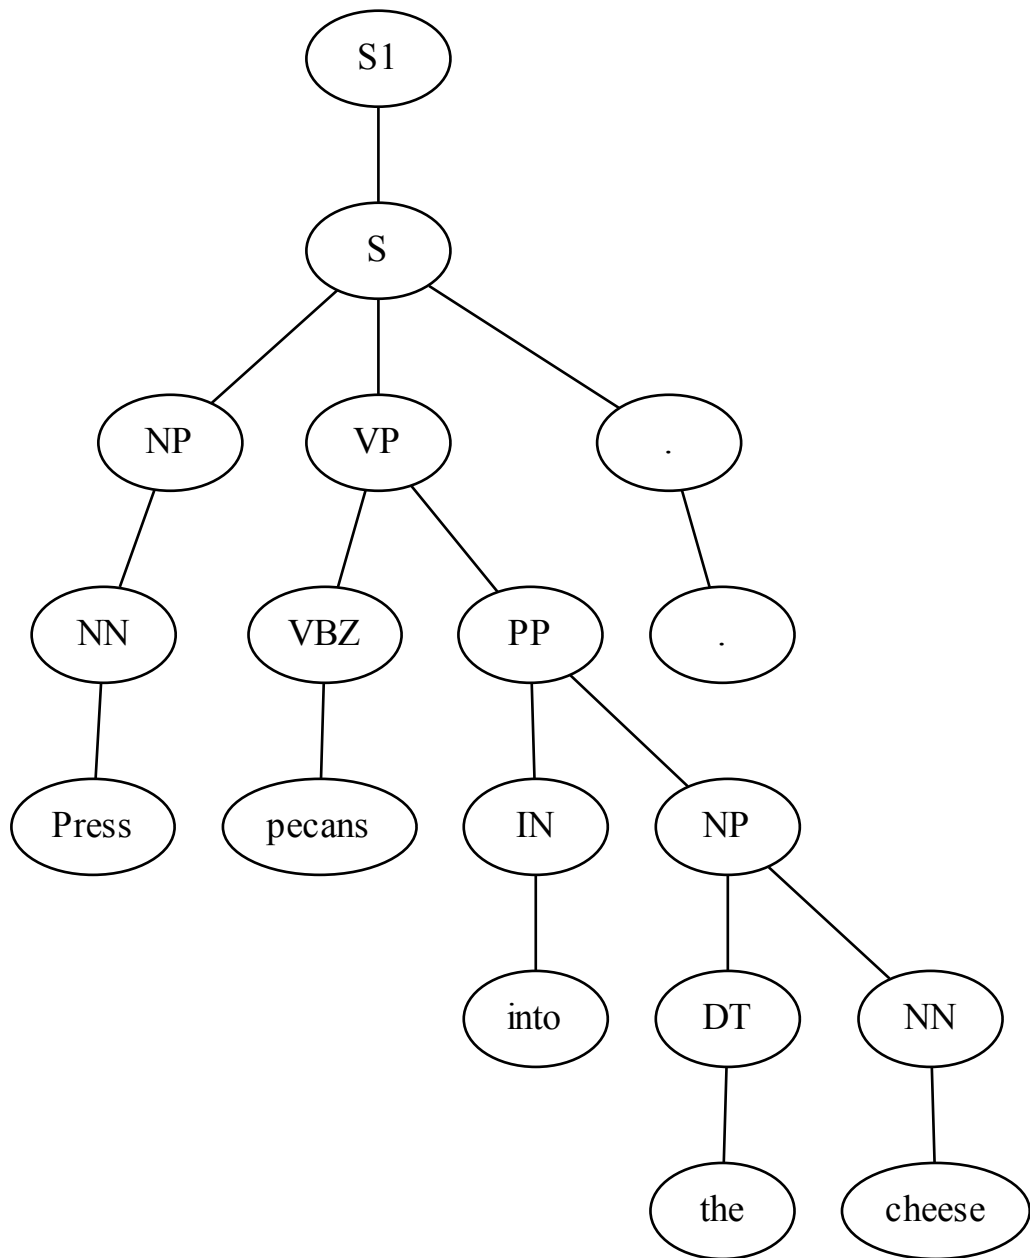 S1
S
NP VP .
NN VBZ PP .
Press pecans IN NP
into DT NN
the cheese